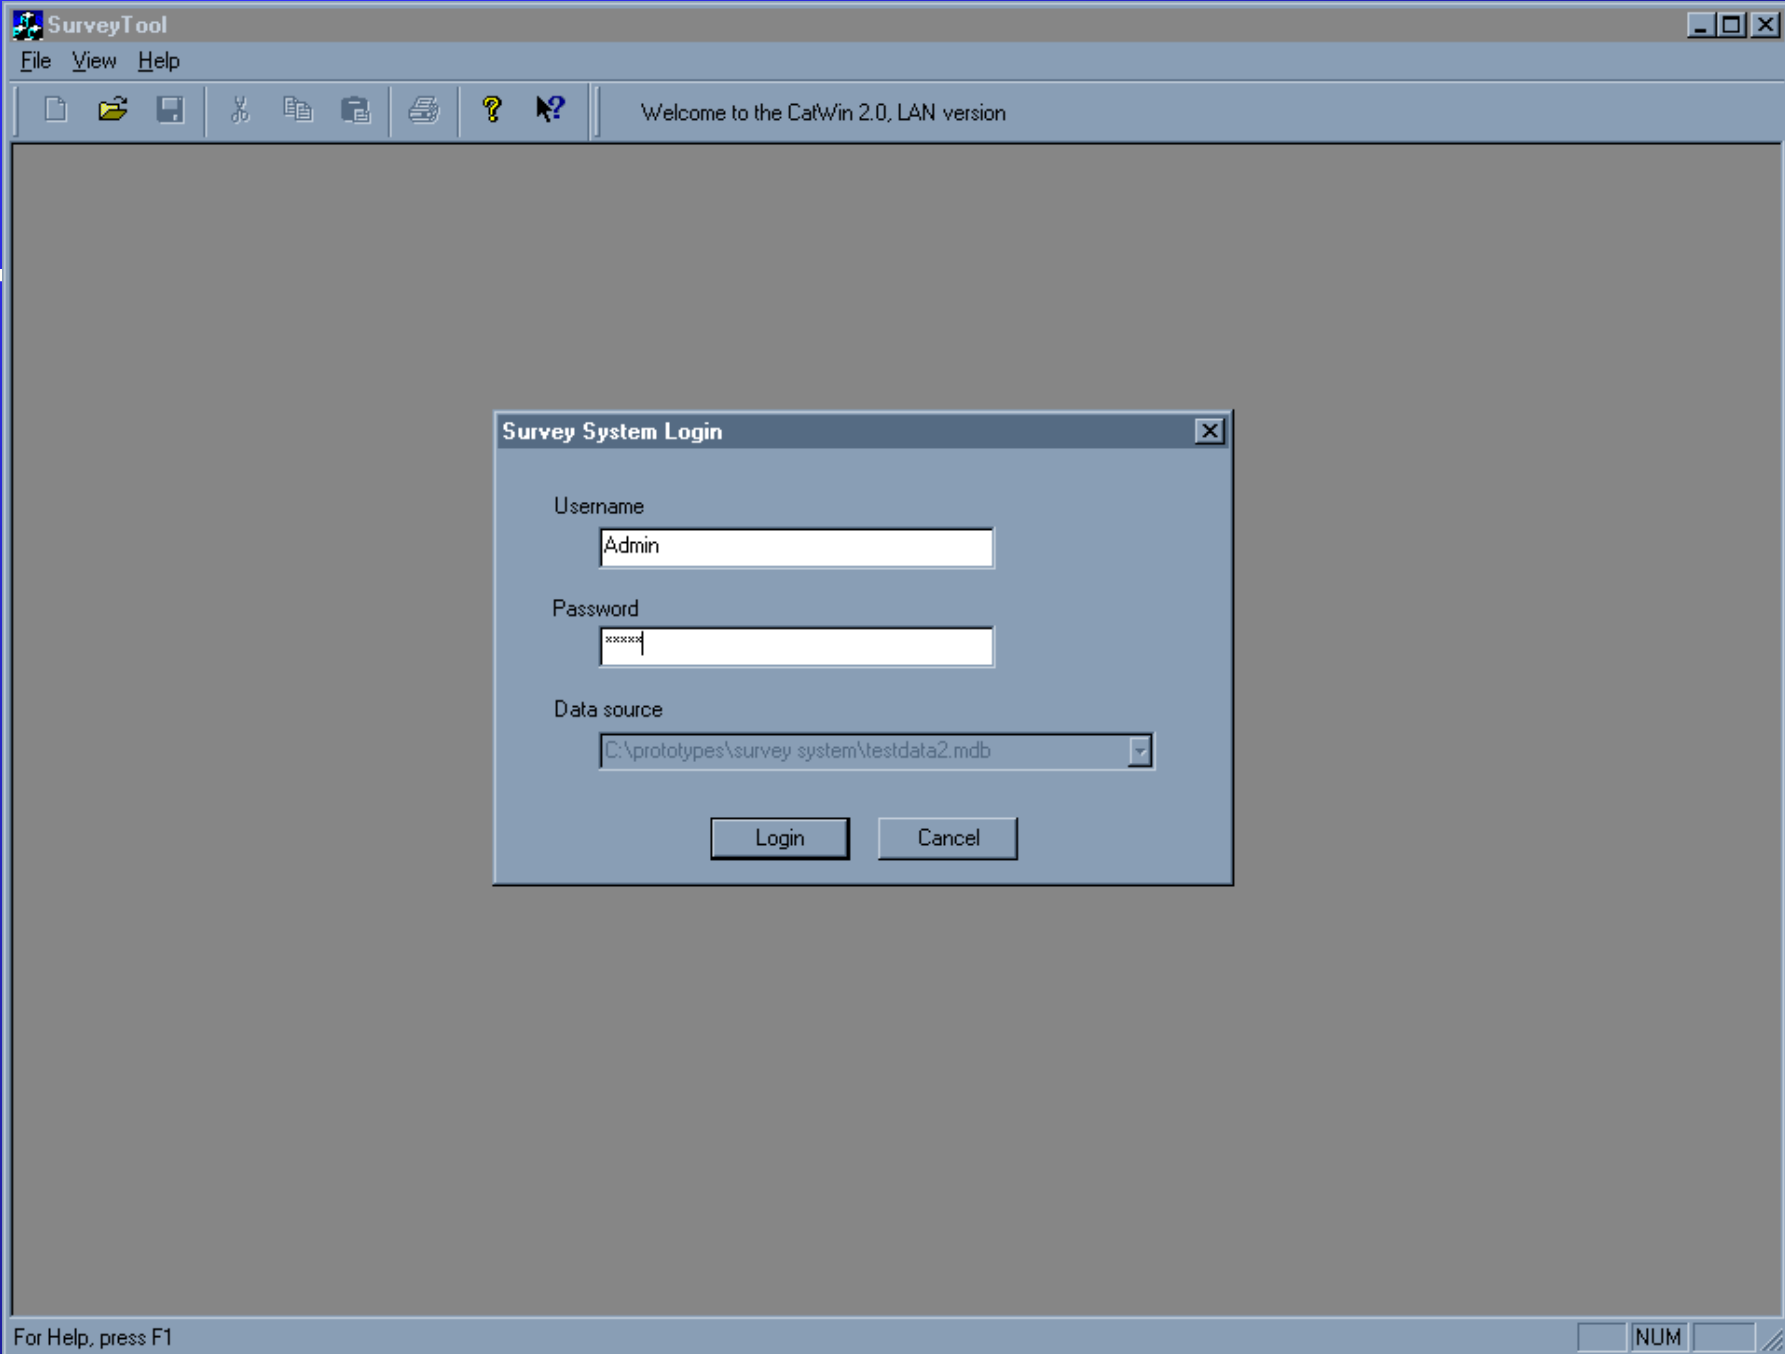 SurveyTool
File View Help
Welcome to the CatWin 2.0, LAN version
Survey System Login
Username
Admin
Password
*****
Data source
C:\prototypes\survey system\testdata2.mdb
Login Cancel
For Help, press F1 NUM